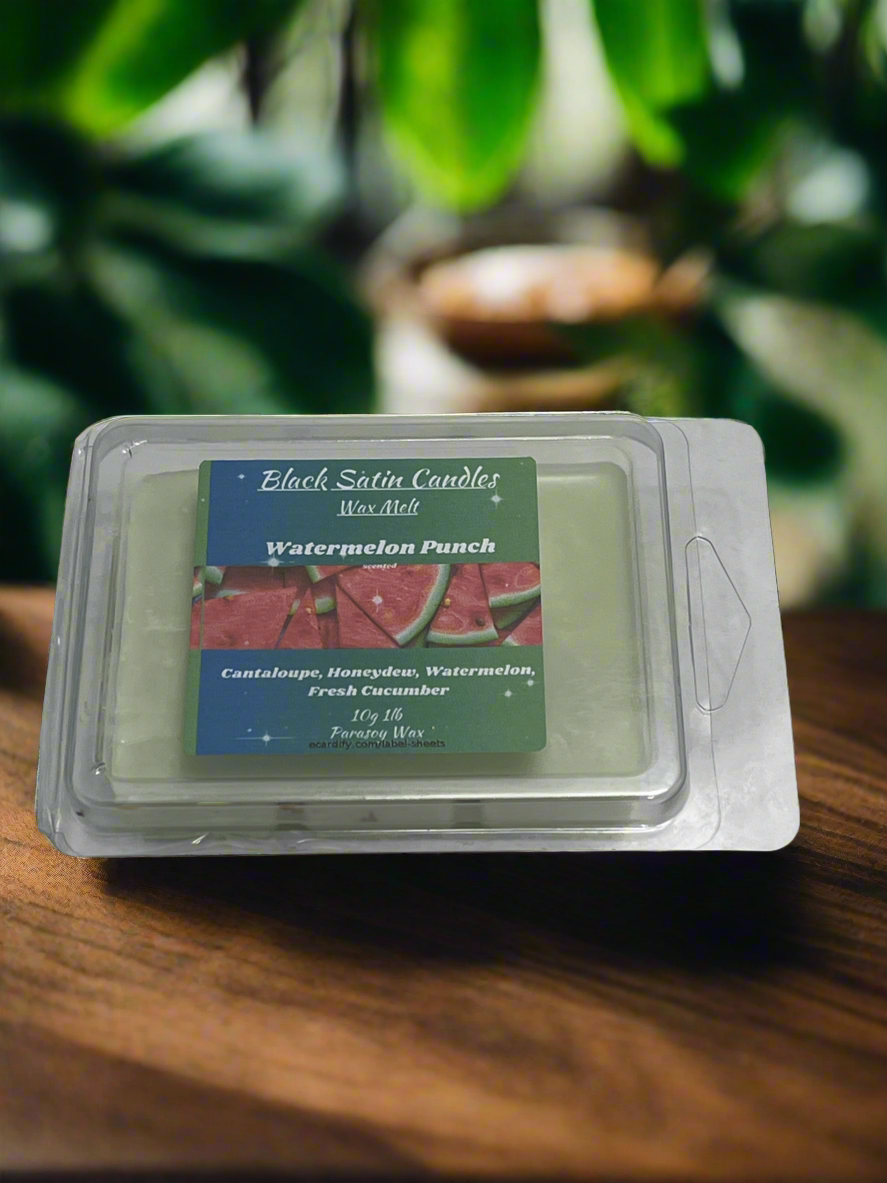 Black Satin Candles
Wax Melt
Watermelon Punch
scented
Cantaloupe, Honeydew, Watermelon,
Fresh Cucumber
10g 1lb
Parasoy Wax
ecardify.com/label-sheets